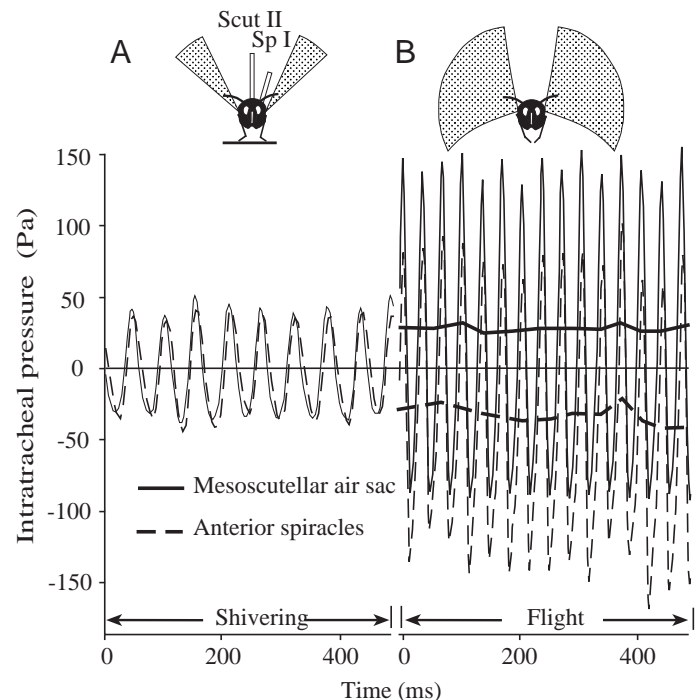 A
Scut II
Sp I
B
Intratracheal pressure (Pa)
150
100
50
0
-50
-100
-150
Mesoscutellar air sac
Anterior spiracles
Shivering
Flight
0
200
400
0
200
400
Time (ms)